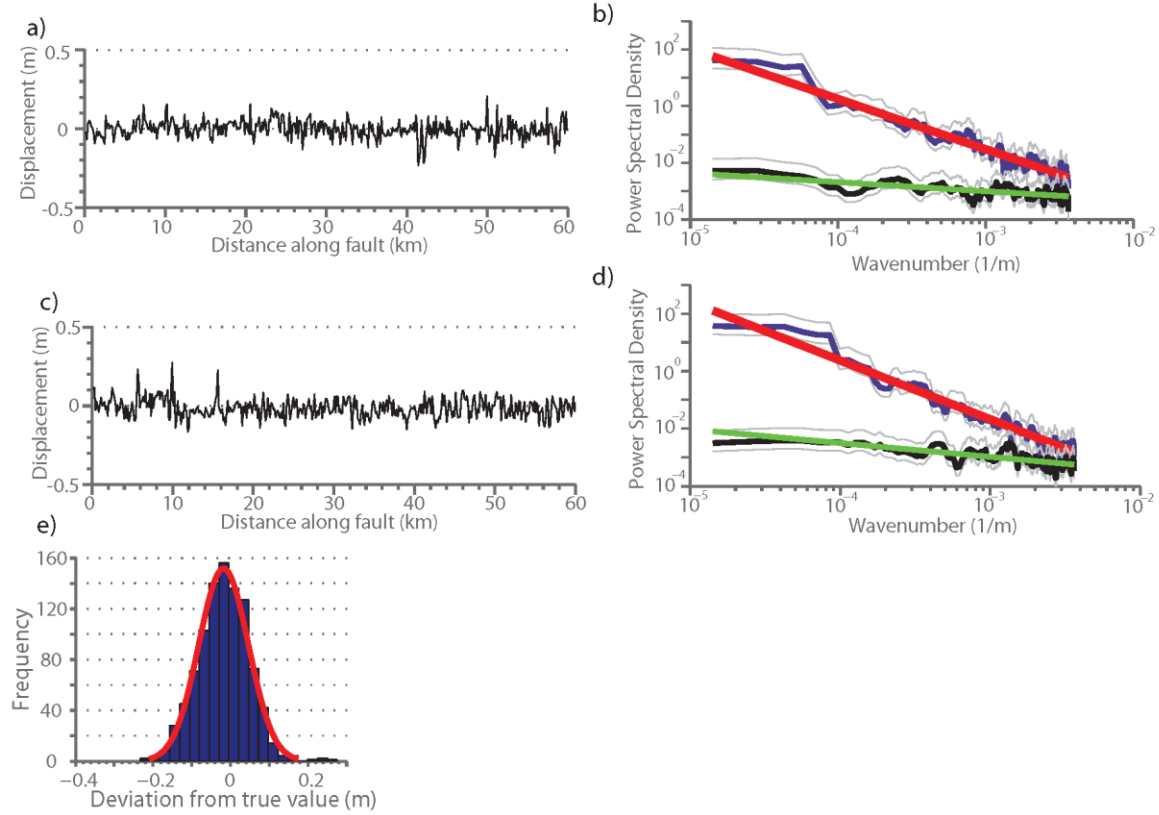 a)
0.5
0
-0.5
Displacement (m)
0 10 20 30 40 50 60
Distance along fault (km)
b)
10²
10⁰
10⁻²
10⁻⁴
Power Spectral Density
10⁻⁵ 10⁻⁴ 10⁻³ 10⁻²
Wavenumber (1/m)
c)
0.5
0
-0.5
Displacement (m)
0 10 20 30 40 50 60
Distance along fault (km)
d)
10²
10⁰
10⁻²
10⁻⁴
Power Spectral Density
10⁻⁵ 10⁻⁴ 10⁻³ 10⁻²
Wavenumber (1/m)
e)
160
120
80
40
0
Frequency
−0.4 −0.2 0 0.2
Deviation from true value (m)